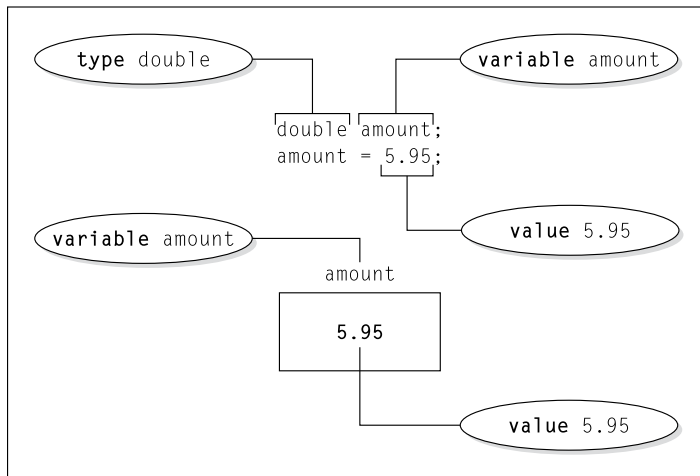 type double
variable amount
double amount;
amount = 5.95;
variable amount
value 5.95
amount
5.95
value 5.95